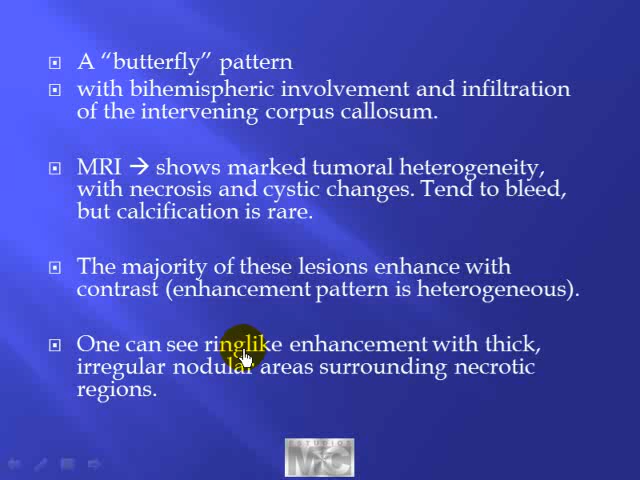 A “butterfly” pattern
with bihemispheric involvement and infiltration
of the intervening corpus callosum.
MRI → shows marked tumoral heterogeneity,
with necrosis and cystic changes. Tend to bleed,
but calcification is rare.
The majority of these lesions enhance with
contrast (enhancement pattern is heterogeneous).
One can see ringlike enhancement with thick,
irregular nodular areas surrounding necrotic
regions.
ESTUDIOS
MC